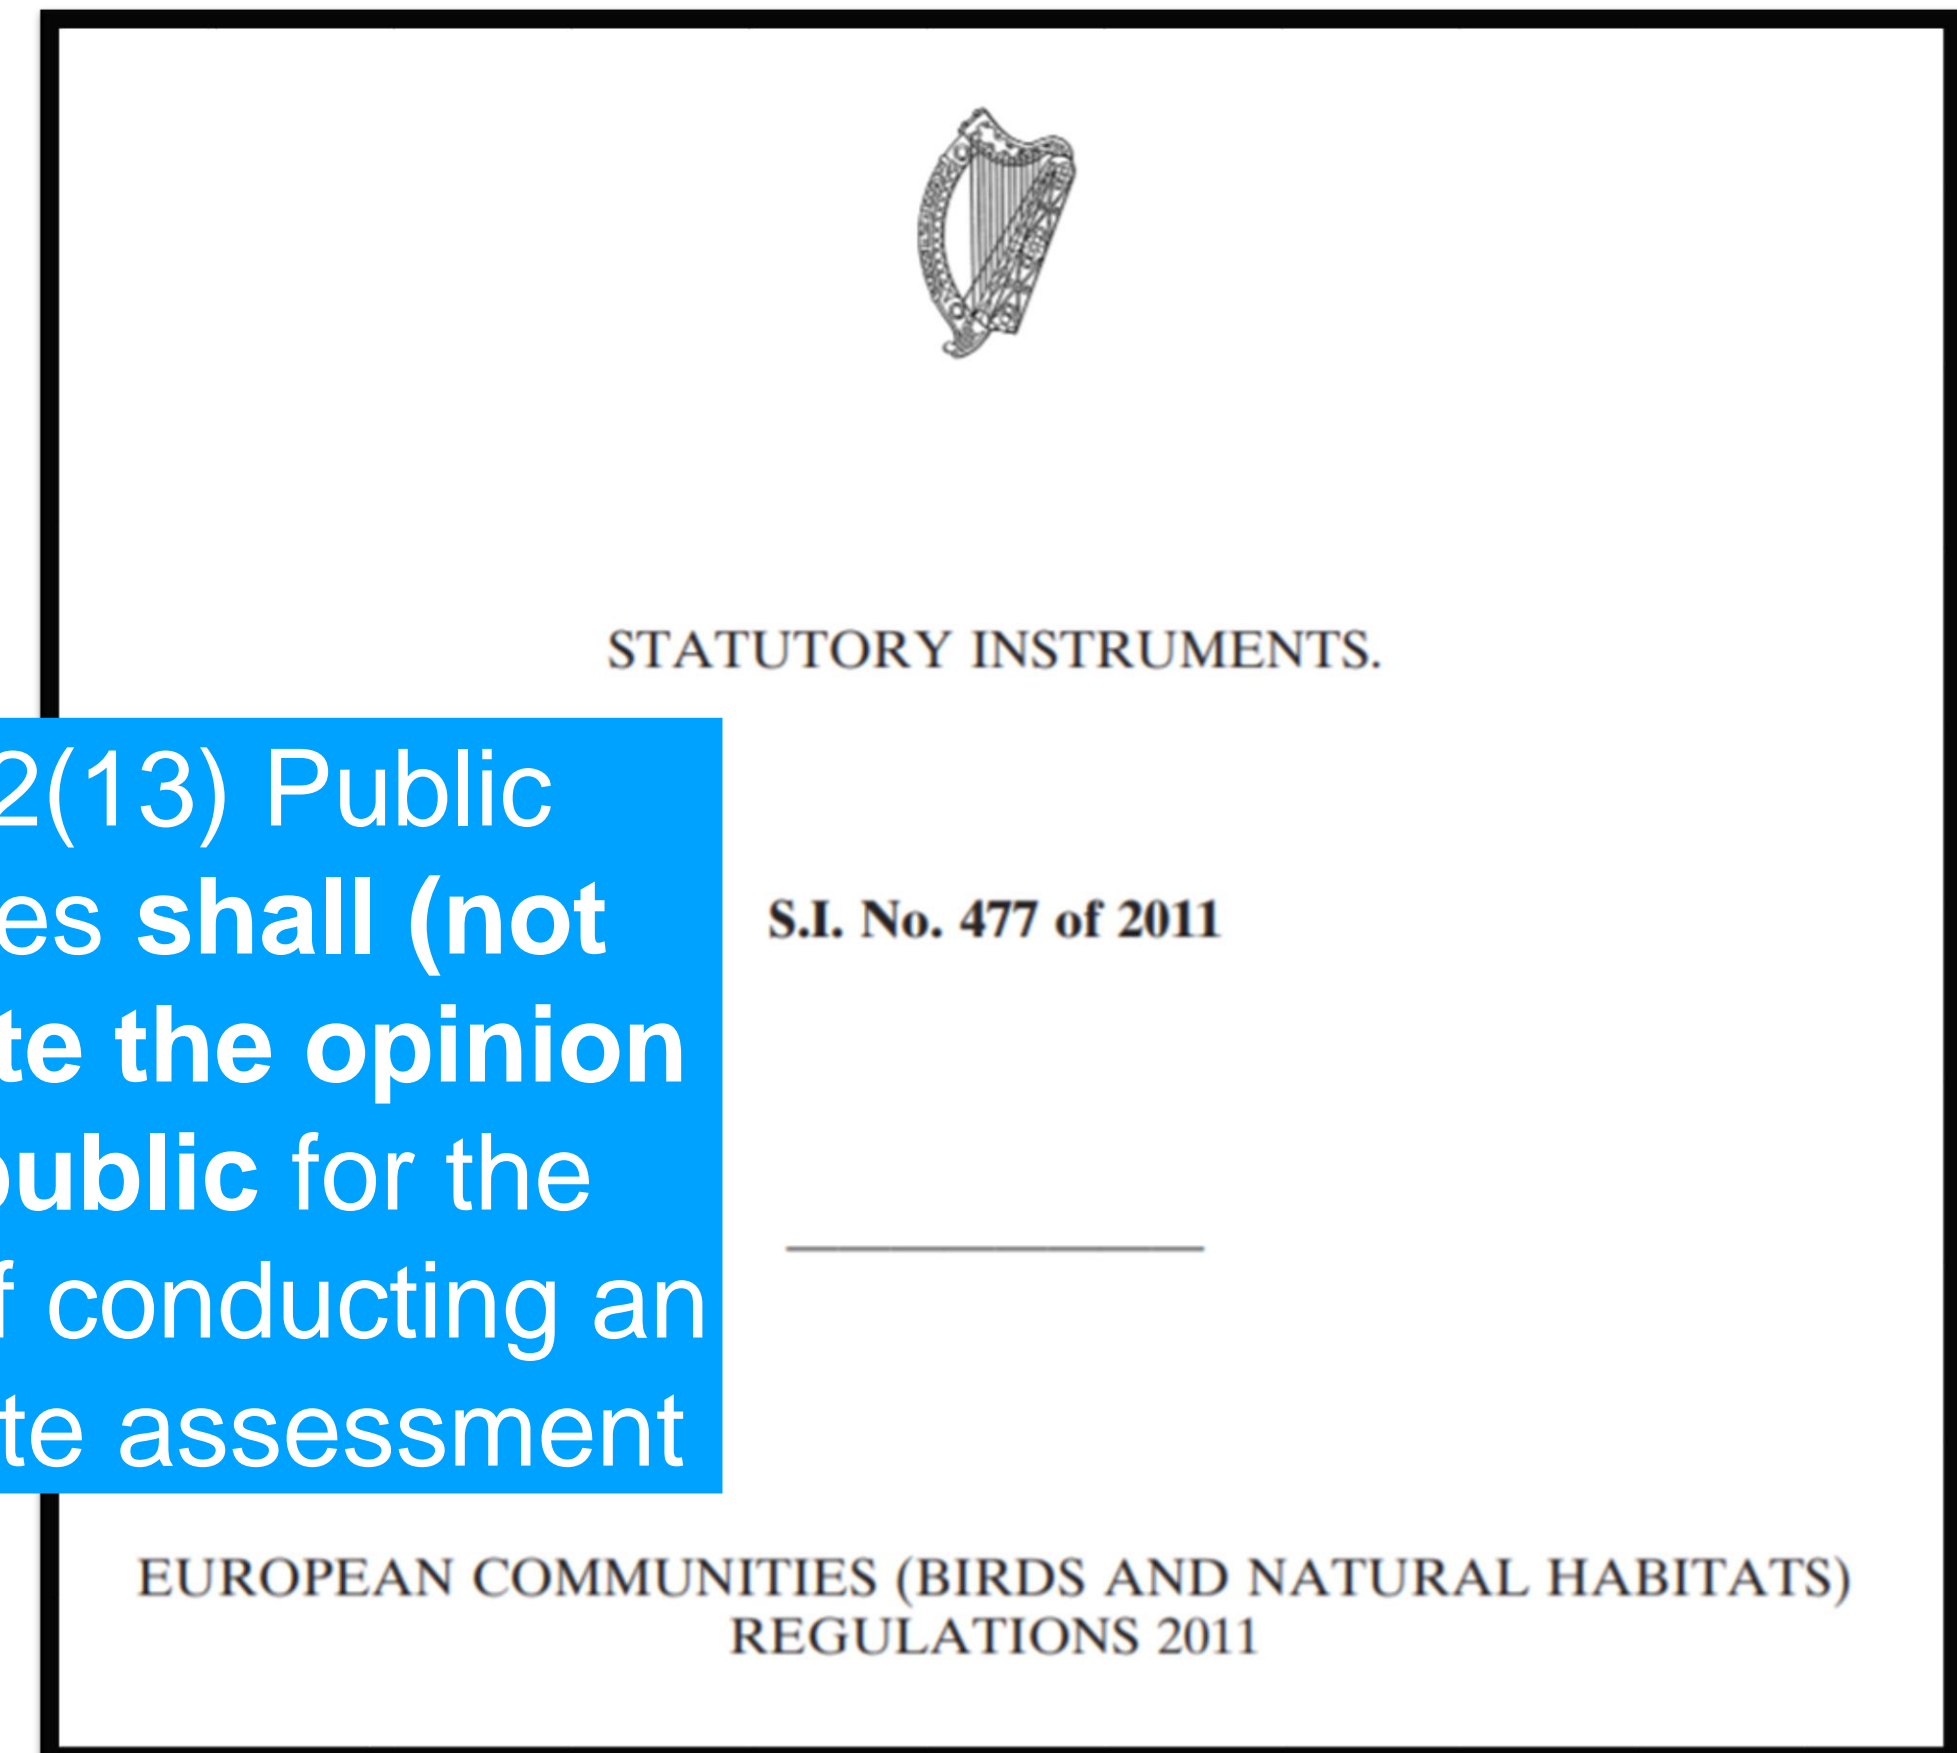 STATUTORY INSTRUMENTS.
2(13) Public
es shall (not
te the opinion
public for the
f conducting an
te assessment
S.I. No. 477 of 2011
EUROPEAN COMMUNITIES (BIRDS AND NATURAL HABITATS)
REGULATIONS 2011